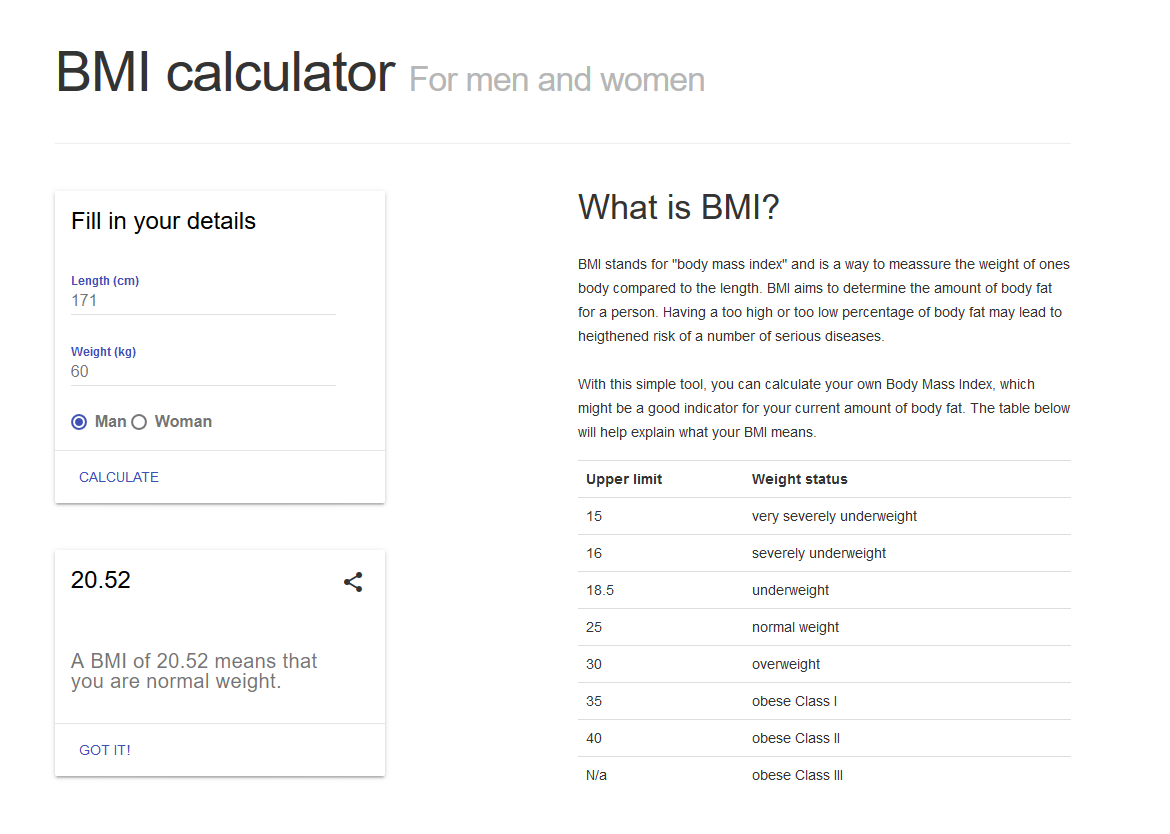 BMI calculator For men and women
Fill in your details
Length (cm)
171
Weight (kg)
60
Man Woman
CALCULATE
20.52
A BMI of 20.52 means that
you are normal weight.
GOT IT!
What is BMI?
BMI stands for "body mass index" and is a way to meassure the weight of ones
body compared to the length. BMI aims to determine the amount of body fat
for a person. Having a too high or too low percentage of body fat may lead to
heigthened risk of a number of serious diseases.
With this simple tool, you can calculate your own Body Mass Index, which
might be a good indicator for your current amount of body fat. The table below
will help explain what your BMI means.
Upper limit Weight status
15 very severely underweight
16 severely underweight
18.5 underweight
25 normal weight
30 overweight
35 obese Class I
40 obese Class II
N/a obese Class III